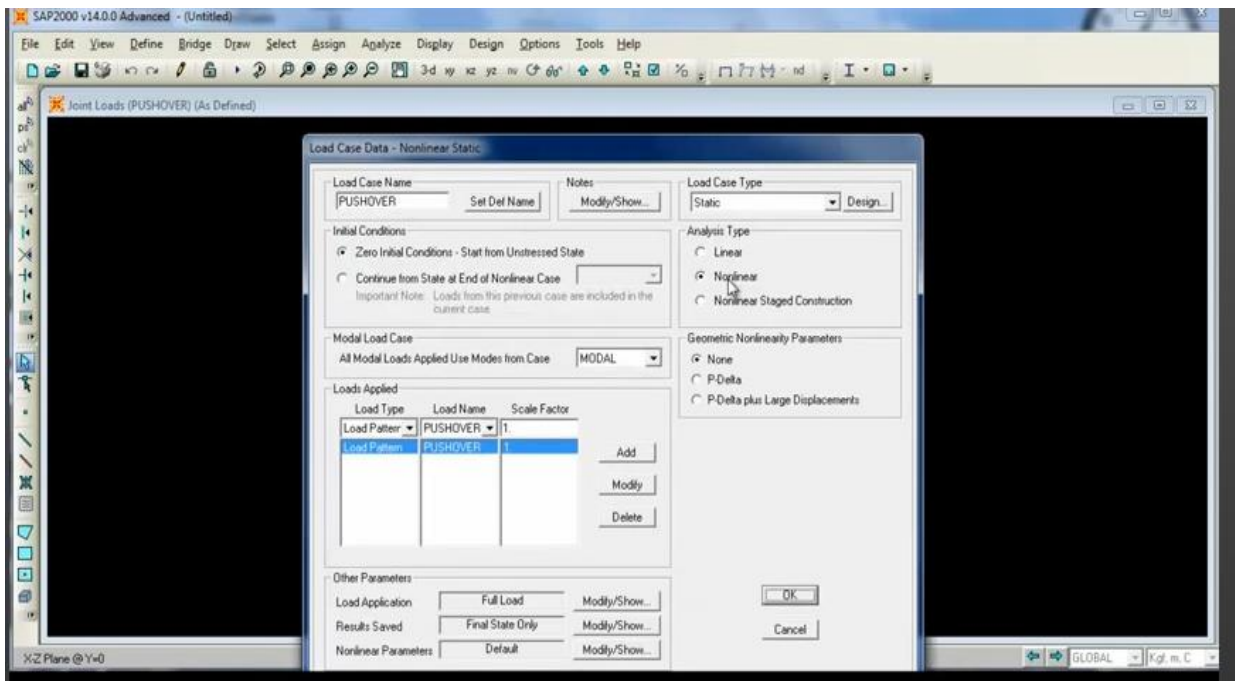 SAP2000 v14.0.0 Advanced - (Untitled)
File Edit View Define Bridge Draw Select Assign Analyze Display Design Options Tools Help
3-d xy xz yz nv
nd
Joint Loads (PUSHOVER) (As Defined)
Load Case Data - Nonlinear Static
Load Case Name
PUSHOVER
Set Def Name
Notes
Modify/Show...
Load Case Type
Static
Design...
Initial Conditions
Zero Initial Conditions - Start from Unstressed State
Continue from State at End of Nonlinear Case
Important Note: Loads from this previous case are included in the
current case
Analysis Type
Linear
Nonlinear
Nonlinear Staged Construction
Modal Load Case
All Modal Loads Applied Use Modes from Case
MODAL
Geometric Nonlinearity Parameters
None
P-Delta
P-Delta plus Large Displacements
Loads Applied
Load Type Load Name Scale Factor
Load Pattern PUSHOVER 1.
Load Pattern PUSHOVER 1.
Add
Modify
Delete
Other Parameters
Load Application Full Load Modify/Show...
Results Saved Final State Only Modify/Show...
Nonlinear Parameters Default Modify/Show...
OK
Cancel
X-Z Plane @ Y=0
GLOBAL
Kgf, m, C